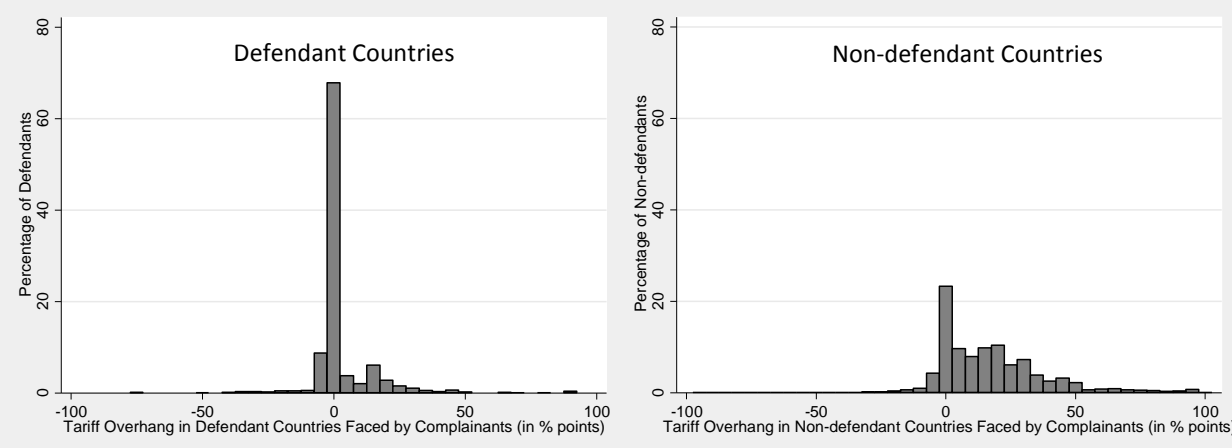 Defendant Countries
Percentage of Defendants
80
60
40
20
0
-100 -50 0 50 100
Tariff Overhang in Defendant Countries Faced by Complainants (in % points)
Non-defendant Countries
Percentage of Non-defendants
80
60
40
20
0
-100 -50 0 50 100
Tariff Overhang in Non-defendant Countries Faced by Complainants (in % points